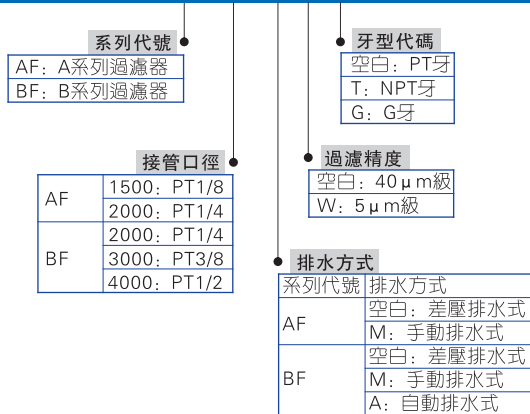 系列代號
AF: A系列過濾器
BF: B系列過濾器
牙型代碼
空白: PT牙
T: NPT牙
G: G牙
接管口徑
AF
1500: PT1/8
2000: PT1/4
BF
2000: PT1/4
3000: PT3/8
4000: PT1/2
過濾精度
空白: 40μm級
W: 5μm級
排水方式
系列代號 排水方式
AF
空白: 差壓排水式
M: 手動排水式
BF
空白: 差壓排水式
M: 手動排水式
A: 自動排水式